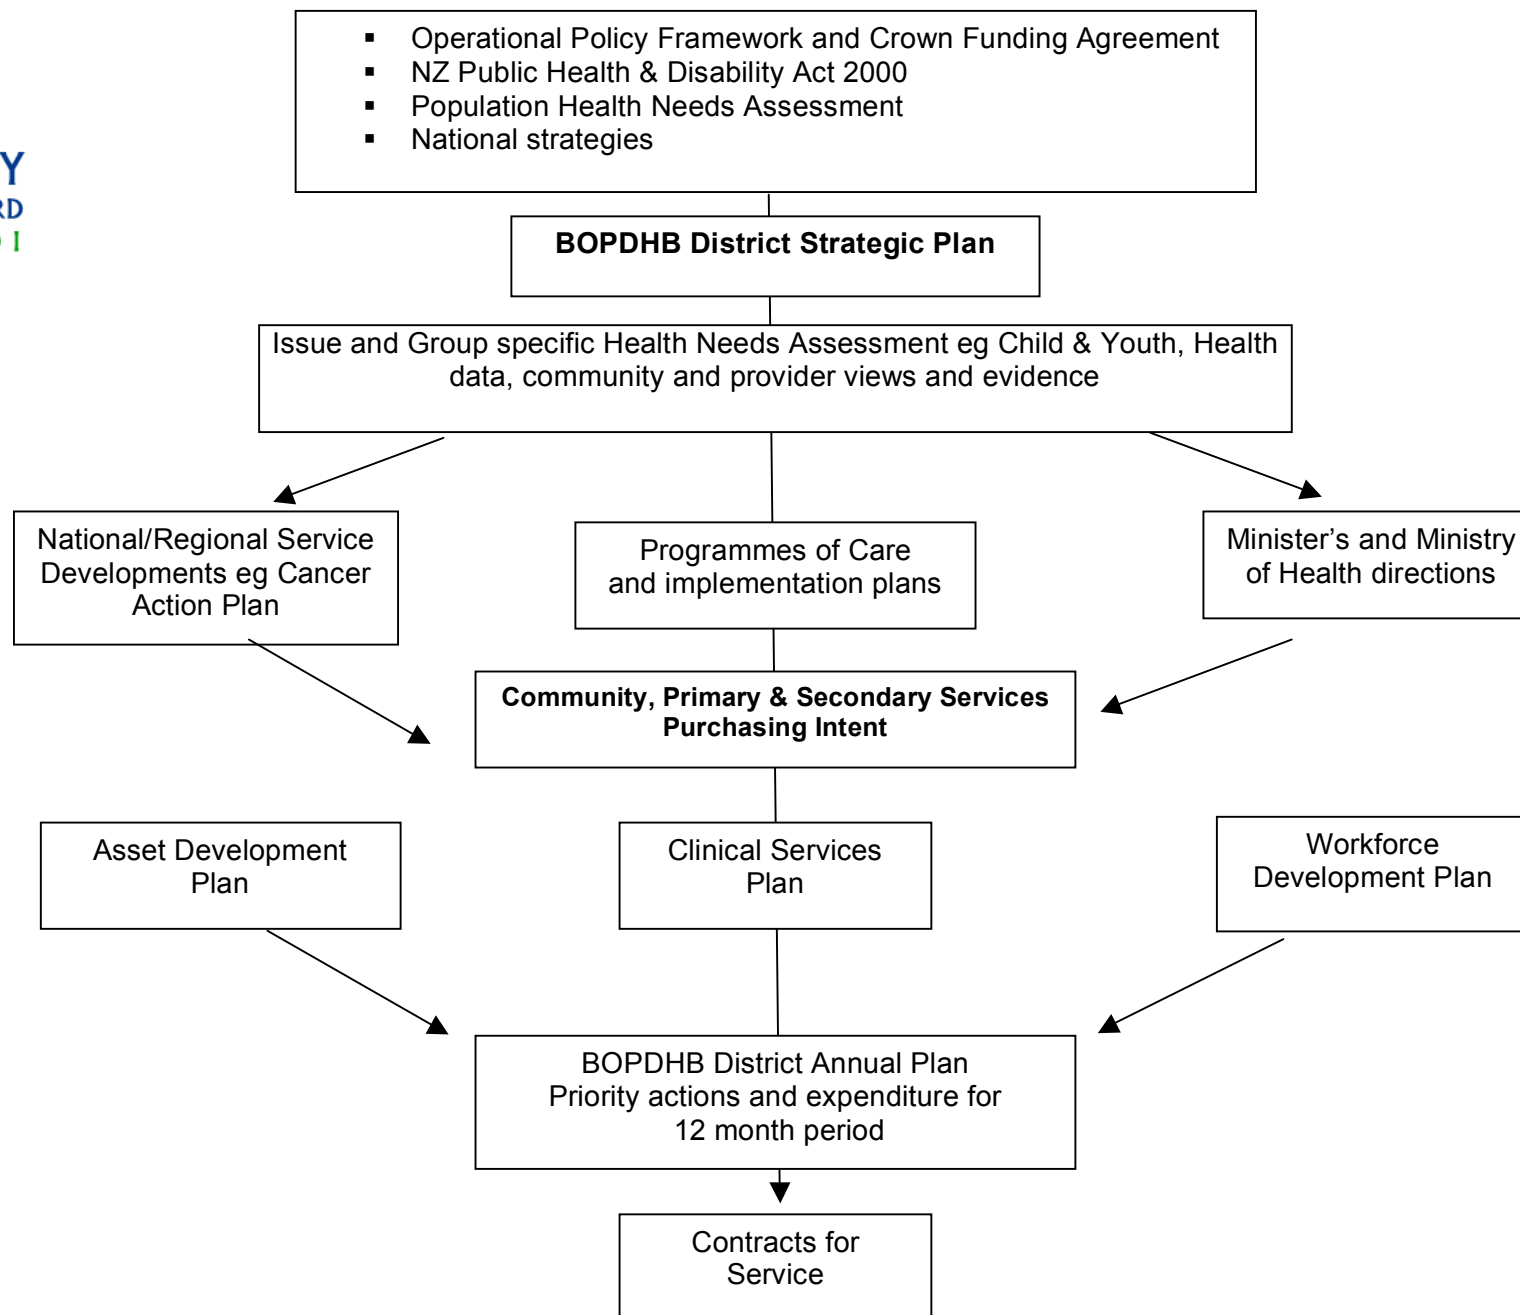 Operational Policy Framework and Crown Funding Agreement
NZ Public Health & Disability Act 2000
Population Health Needs Assessment
National strategies
Y
RD
I
BOPDHB District Strategic Plan
Issue and Group specific Health Needs Assessment eg Child & Youth, Health
data, community and provider views and evidence
National/Regional Service
Developments eg Cancer
Action Plan
Programmes of Care
and implementation plans
Minister’s and Ministry
of Health directions
Community, Primary & Secondary Services
Purchasing Intent
Asset Development
Plan
Clinical Services
Plan
Workforce
Development Plan
BOPDHB District Annual Plan
Priority actions and expenditure for
12 month period
Contracts for
Service